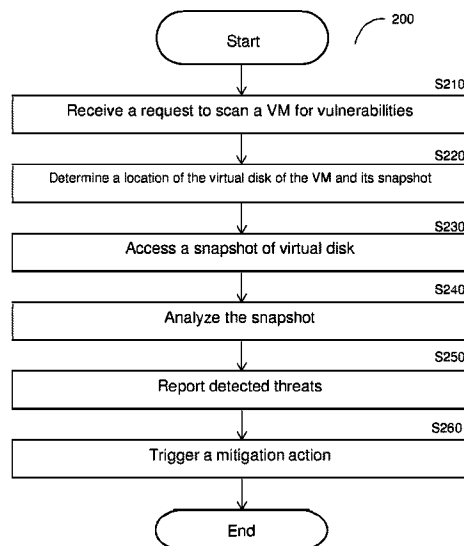 Start
200
S210
Receive a request to scan a VM for vulnerabilities
S220
Determine a location of the virtual disk of the VM and its snapshot
S230
Access a snapshot of virtual disk
S240
Analyze the snapshot
S250
Report detected threats
S260
Trigger a mitigation action
End